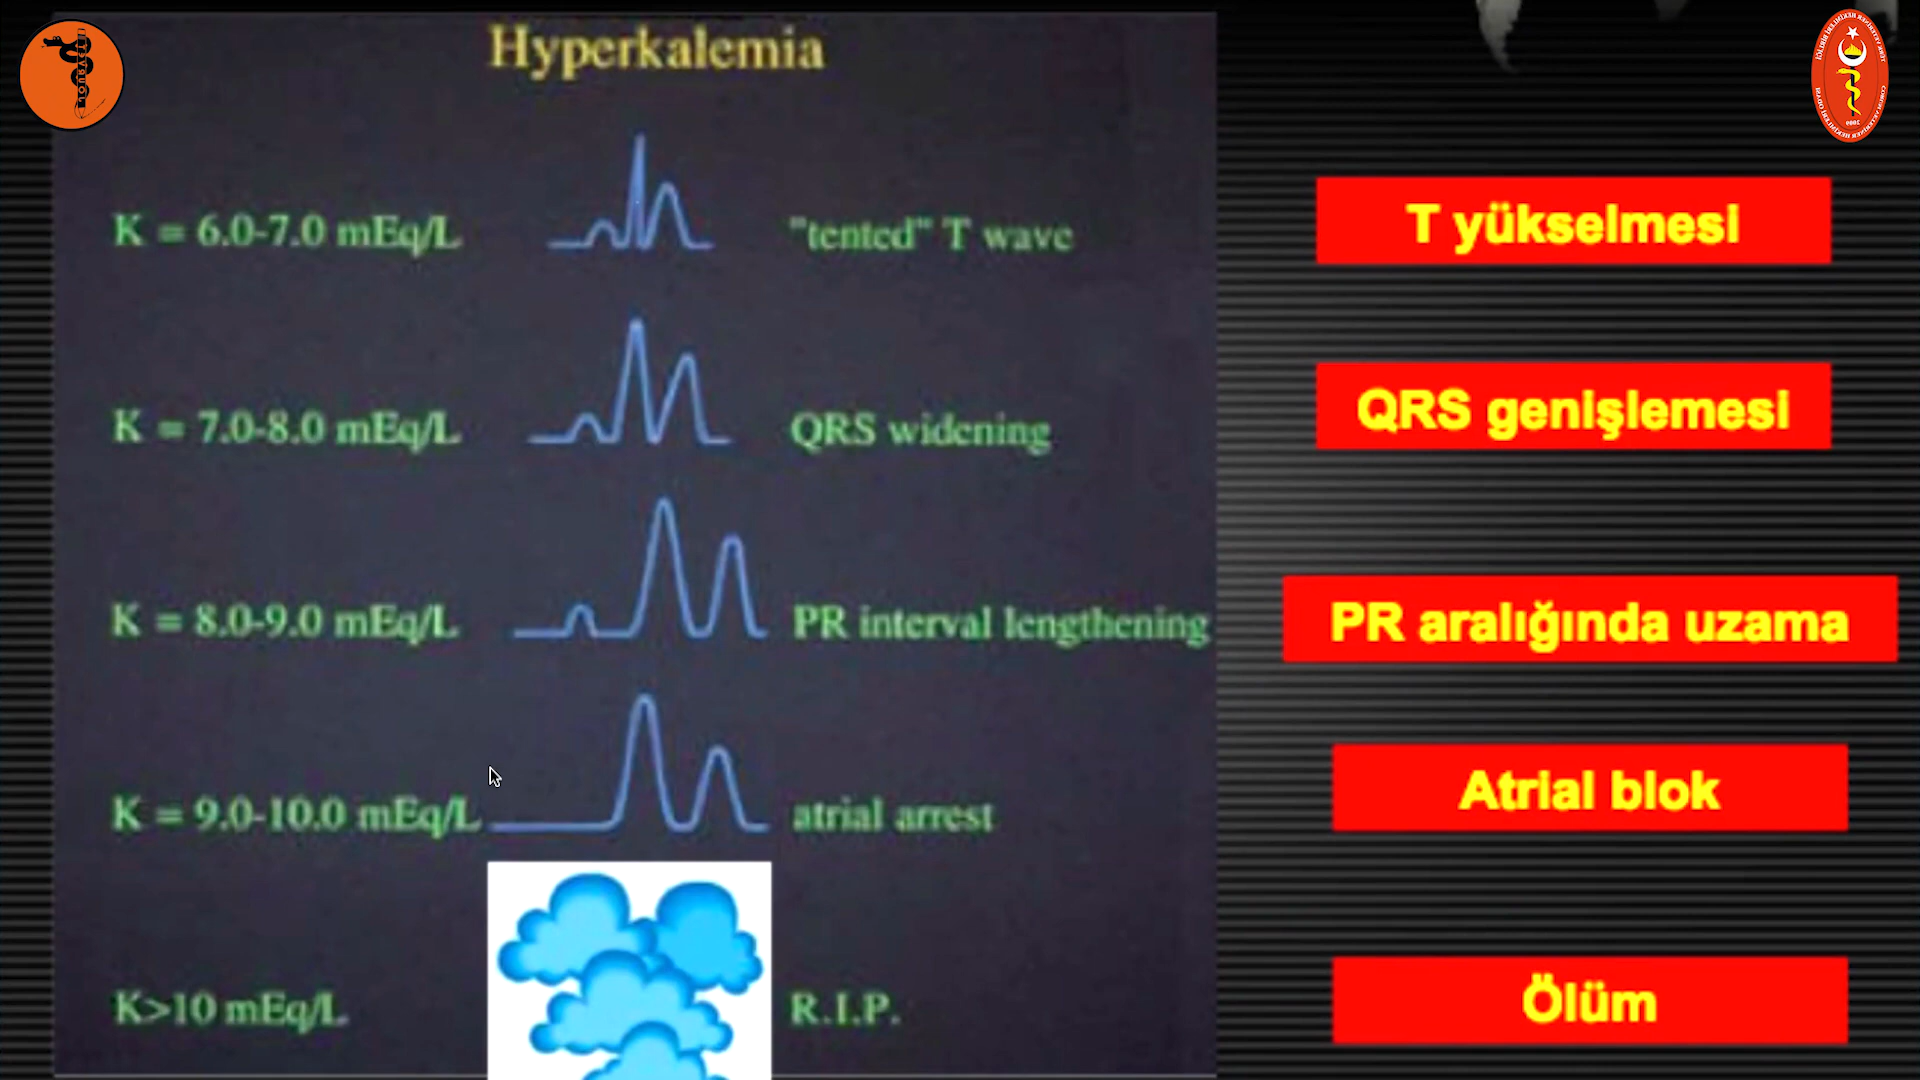 Hyperkalemia
K = 6.0-7.0 mEq/L "tented" T wave T yükselmesi
K = 7.0-8.0 mEq/L QRS widening QRS genişlemesi
K = 8.0-9.0 mEq/L PR interval lengthening PR aralığında uzama
K = 9.0-10.0 mEq/L atrial arrest Atrial blok
K>10 mEq/L R.I.P. Ölüm